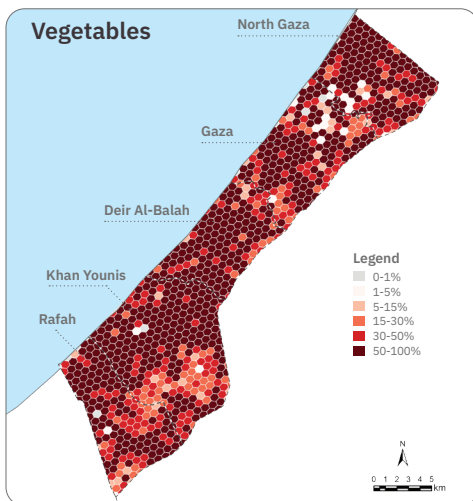 Vegetables
North Gaza
Gaza
Deir Al-Balah
Khan Younis
Rafah
Legend
0-1%
1-5%
5-15%
15-30%
30-50%
50-100%
N
0 1 2 3 4 5
km